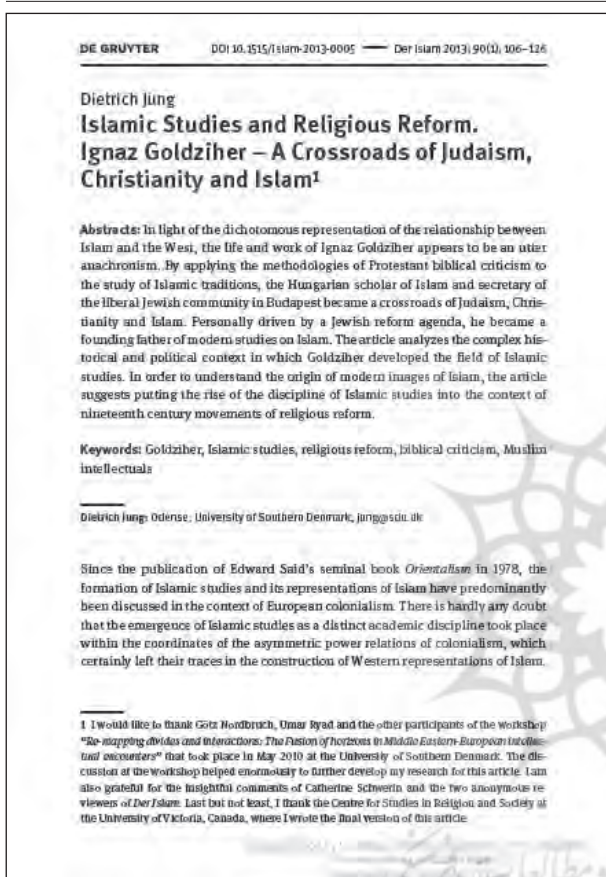 DE GRUYTER DOI 10.1515/islam-2013-0005 — Der Islam 2013; 90(1): 106–126
Dietrich Jung
Islamic Studies and Religious Reform.
Ignaz Goldziher – A Crossroads of Judaism,
Christianity and Islam¹
Abstracts: In light of the dichotomous representation of the relationship between
Islam and the West, the life and work of Ignaz Goldziher appears to be an utter
anachronism. By applying the methodologies of Protestant biblical criticism to
the study of Islamic traditions, the Hungarian scholar of Islam and secretary of
the liberal Jewish community in Budapest became a crossroads of Judaism, Chris-
tianity and Islam. Personally driven by a Jewish reform agenda, he became a
founding father of modern studies on Islam. The article analyzes the complex his-
torical and political context in which Goldziher developed the field of Islamic
studies. In order to understand the origin of modern images of Islam, the article
suggests putting the rise of the discipline of Islamic studies into the context of
nineteenth century movements of religious reform.
Keywords: Goldziher, Islamic studies, religious reform, biblical criticism, Muslim
intellectuals
Dietrich Jung: Odense, University of Southern Denmark, jung@sdu.dk
Since the publication of Edward Said's seminal book Orientalism in 1978, the
formation of Islamic studies and its representations of Islam have predominantly
been discussed in the context of European colonialism. There is hardly any doubt
that the emergence of Islamic studies as a distinct academic discipline took place
within the coordinates of the asymmetric power relations of colonialism, which
certainly left their traces in the construction of Western representations of Islam.
1 I would like to thank Götz Nordbruch, Umar Ryad and the other participants of the workshop
"Re-mapping divides and interactions: The Fusion of horizons in Middle Eastern-European intellec-
tual encounters" that took place in May 2010 at the University of Southern Denmark. The dis-
cussion at the workshop helped enormously to further develop my research for this article. I am
also grateful for the insightful comments of Catherine Schwerin and the two anonymous re-
viewers of Der Islam. Last but not least, I thank the Centre for Studies in Religion and Society at
the University of Victoria, Canada, where I wrote the final version of this article